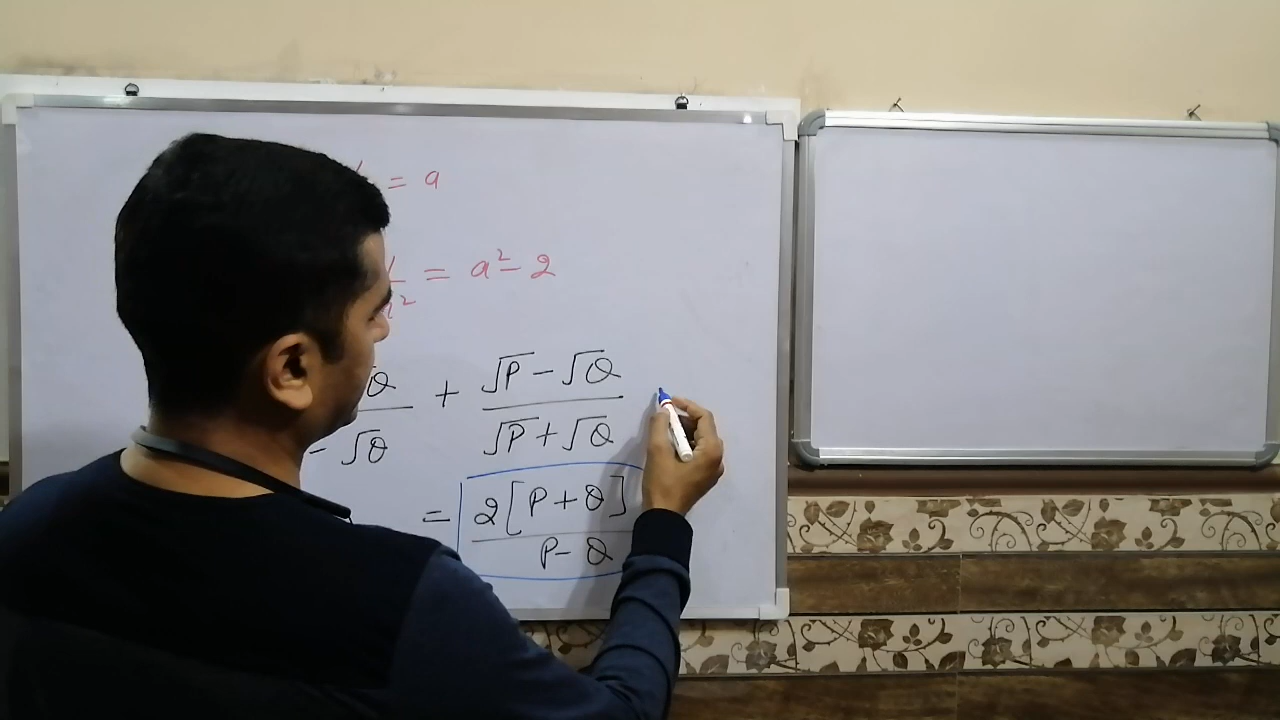 = a
= a² - 2
√Q + √P - √Q
- √Q √P + √Q
= 2[P + Q]
P - Q